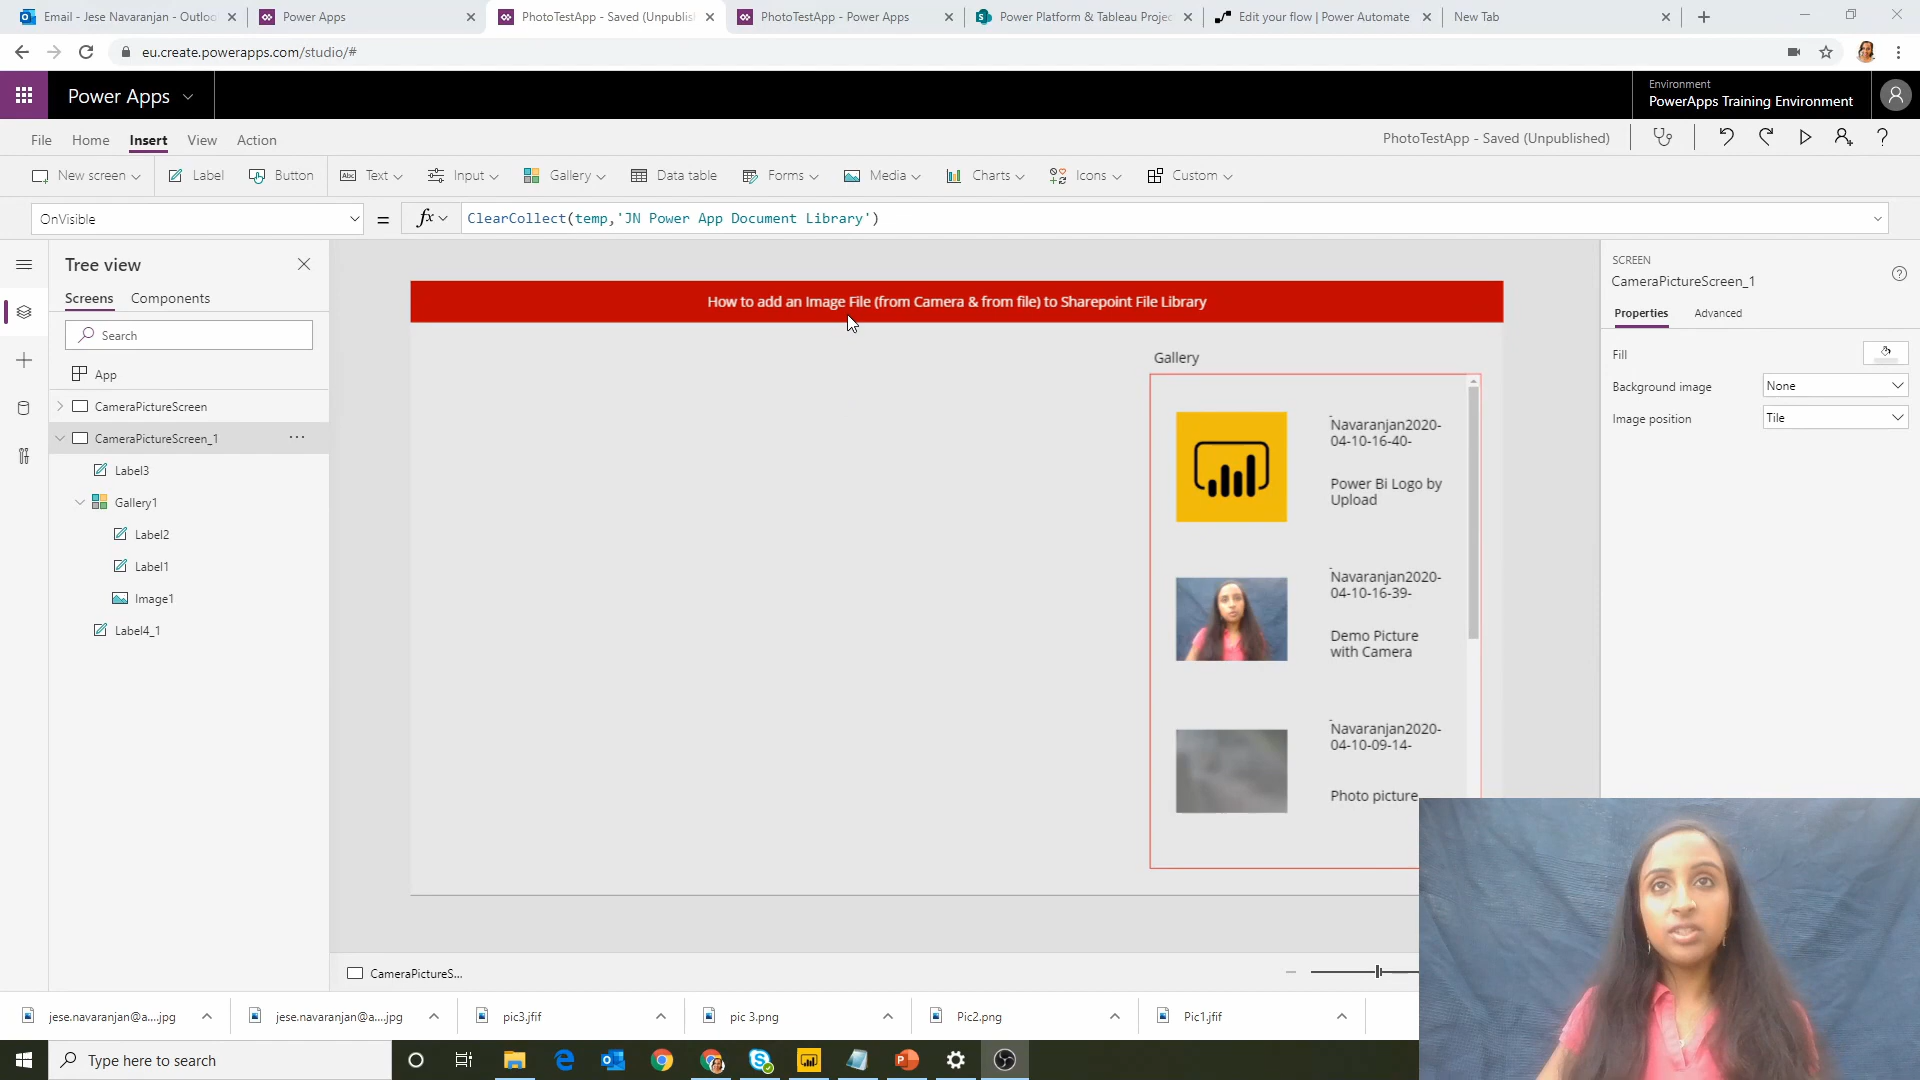 Email - Jese Navaranjan - Outloo
Power Apps
PhotoTestApp - Saved (Unpublis
PhotoTestApp - Power Apps
Power Platform & Tableau Projec
Edit your flow | Power Automate
New Tab
eu.create.powerapps.com/studio/#
Power Apps
Environment
PowerApps Training Environment
File Home Insert View Action
PhotoTestApp - Saved (Unpublished)
New screen Label Button Text Input Gallery Data table Forms Media Charts Icons Custom
OnVisible = fx ClearCollect(temp,'JN Power App Document Library')
Tree view
Screens Components
Search
App
CameraPictureScreen
CameraPictureScreen_1
Label3
Gallery1
Label2
Label1
Image1
Label4_1
How to add an Image File (from Camera & from file) to Sharepoint File Library
Gallery
Navaranjan2020-
04-10-16-40-
Power Bi Logo by
Upload
Navaranjan2020-
04-10-16-39-
Demo Picture
with Camera
Navaranjan2020-
04-10-09-14-
Photo picture
SCREEN
CameraPictureScreen_1
Properties Advanced
Fill
Background image None
Image position Tile
CameraPictureS...
jese.navaranjan@a....jpg
jese.navaranjan@a....jpg
pic3.jfif
pic 3.png
Pic2.png
Pic1.jfif
Type here to search